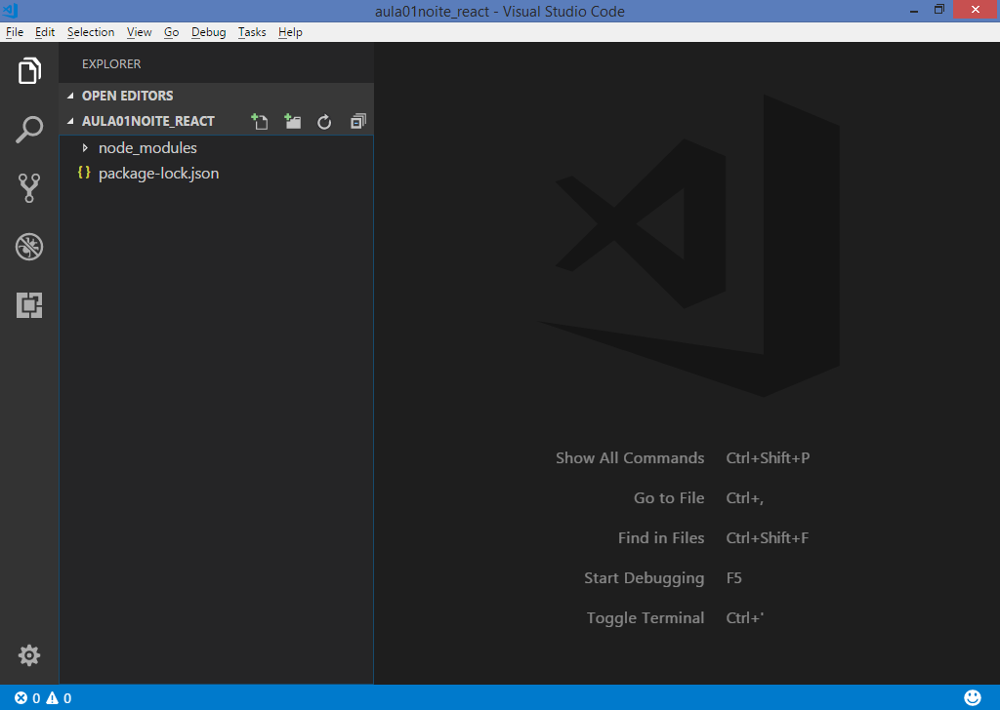 aula01noite_react - Visual Studio Code
File Edit Selection View Go Debug Tasks Help
EXPLORER
OPEN EDITORS
AULA01NOITE_REACT
node_modules
{} package-lock.json
Show All Commands Ctrl+Shift+P
Go to File Ctrl+,
Find in Files Ctrl+Shift+F
Start Debugging F5
Toggle Terminal Ctrl+'
0 0